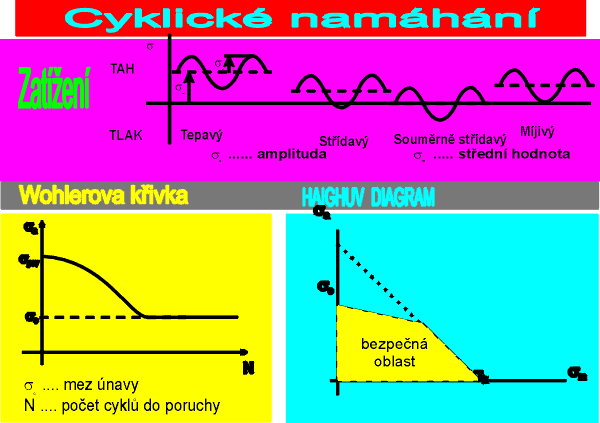 Cyklické namáhání
Zatížení
TAH
σ
σ
σ
TLAK
Tepavý
Střídavý
Souměrně střídavý
Míjivý
σ ...... amplituda
σ ..... střední hodnota
Wohlerova křivka
HAIGHUV DIAGRAM
σ
σ
σ
N
σ .... mez únavy
N .... počet cyklů do poruchy
σ
σ
bezpečná
oblast
σ